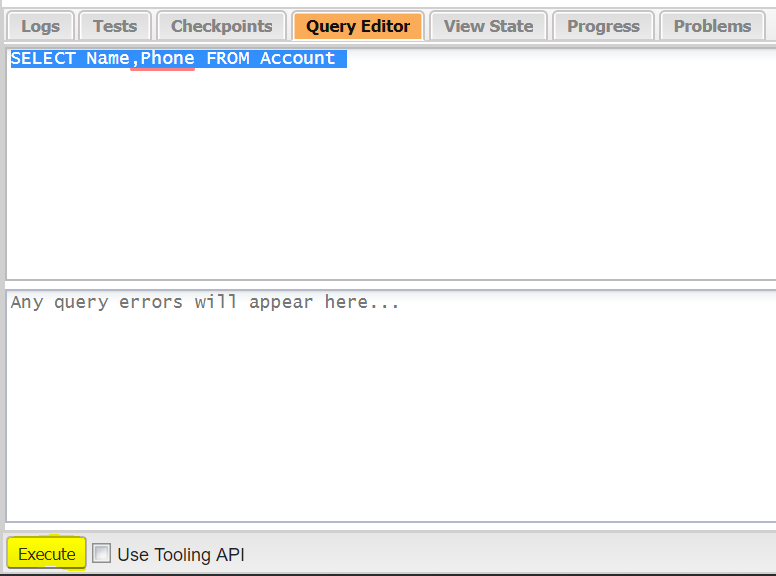 Logs Tests Checkpoints Query Editor View State Progress Problems
SELECT Name,Phone FROM Account
Any query errors will appear here...
Execute Use Tooling API